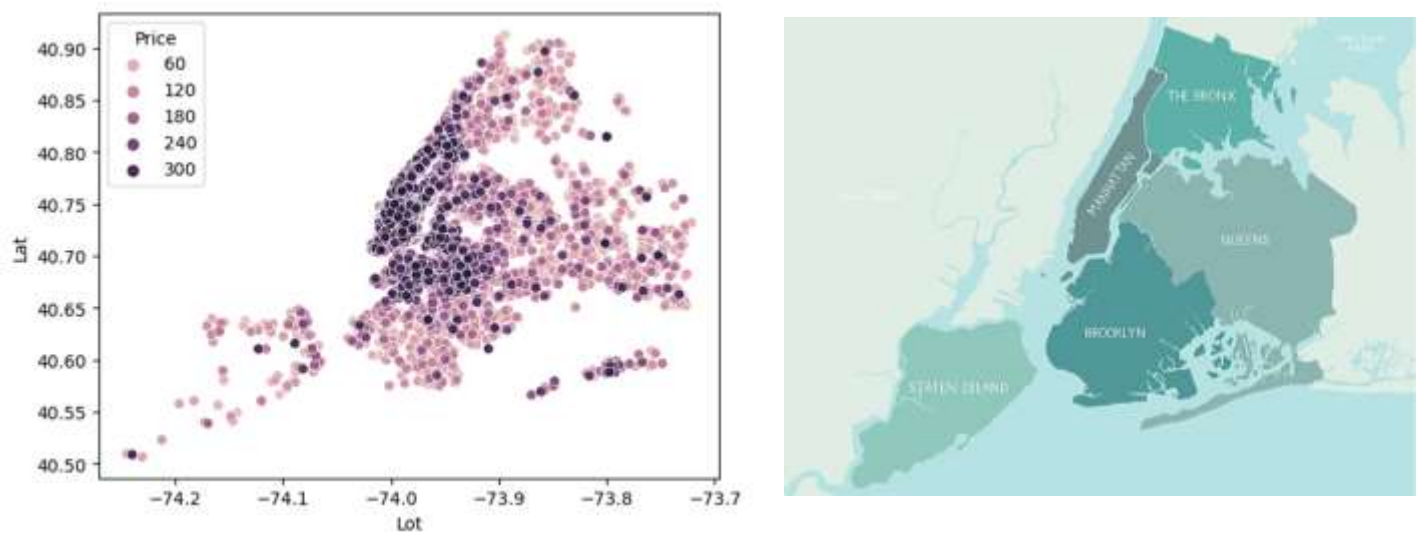 Price
60
120
180
240
300
40.90
40.85
40.80
40.75
40.70
40.65
40.60
40.55
40.50
Lat
−74.2
−74.1
−74.0
−73.9
−73.8
−73.7
Lot
THE BRONX
MANHATTAN
QUEENS
BROOKLYN
STATEN ISLAND